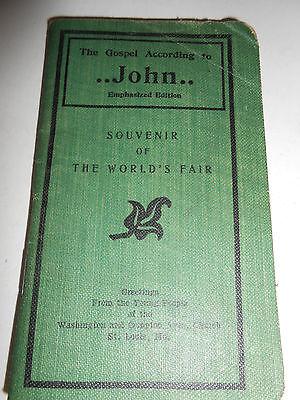 The Gospel According to
..John..
Emphasized Edition
SOUVENIR
OF
THE WORLD'S FAIR
Greetings
From the Young People
of the
Washington and Compton Ave. Church
St. Louis, Mo.